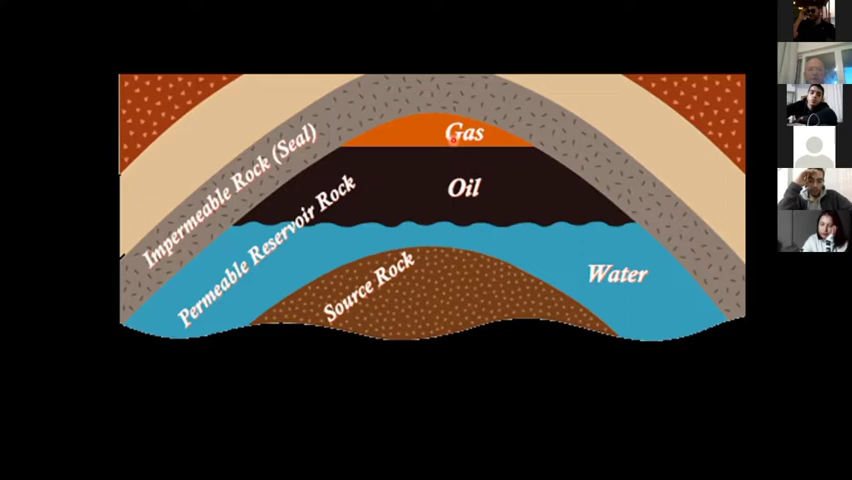 Gas
Impermeable Rock (Seal)
Oil
Permeable Reservoir Rock
Source Rock
Water